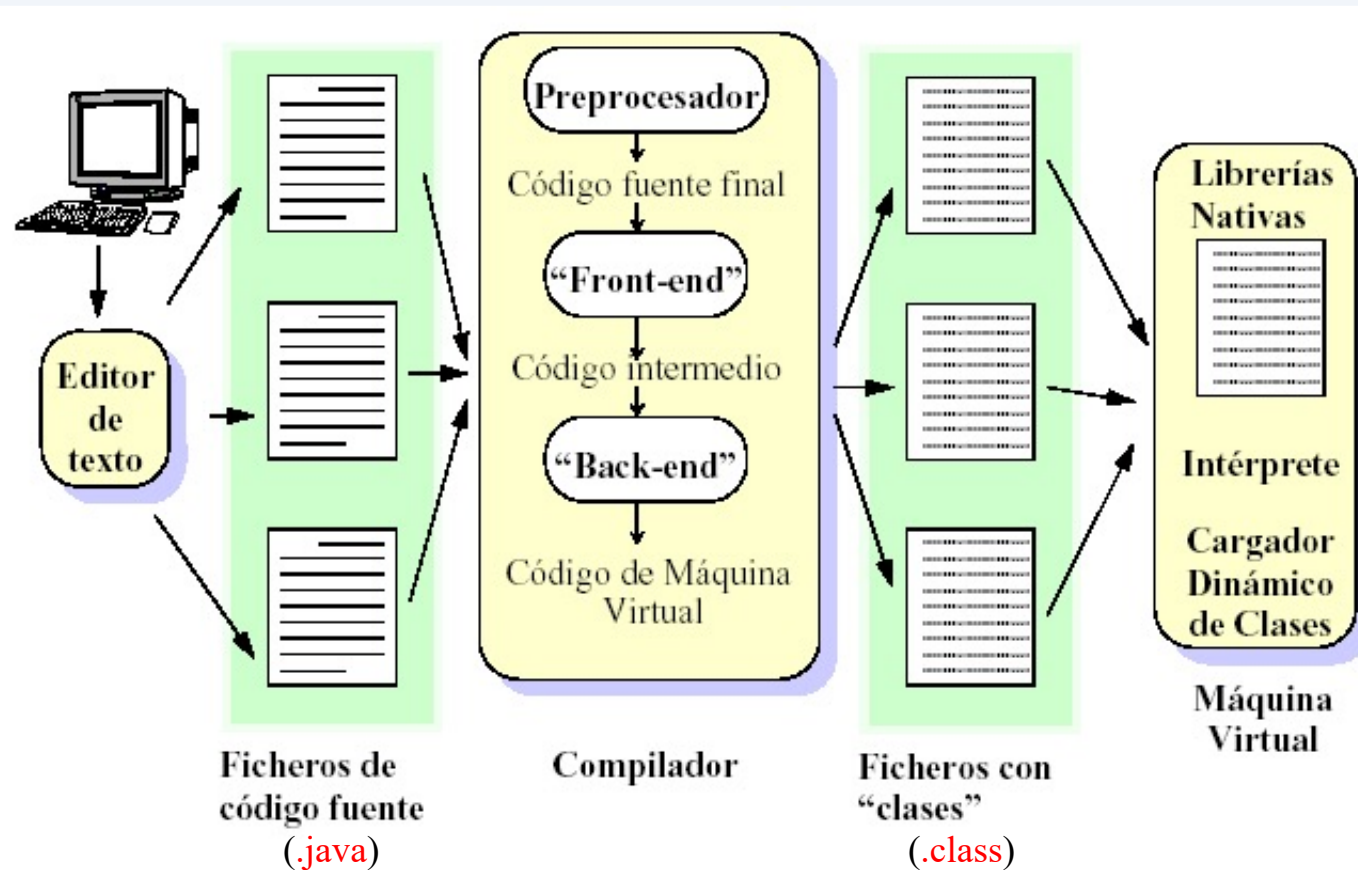 Editor
de
texto
Ficheros de
código fuente
(.java)
Preprocesador
Código fuente final
“Front-end”
Código intermedio
“Back-end”
Código de Máquina
Virtual
Compilador
Ficheros con
“clases”
(.class)
Librerías
Nativas
Intérprete
Cargador
Dinámico
de Clases
Máquina
Virtual